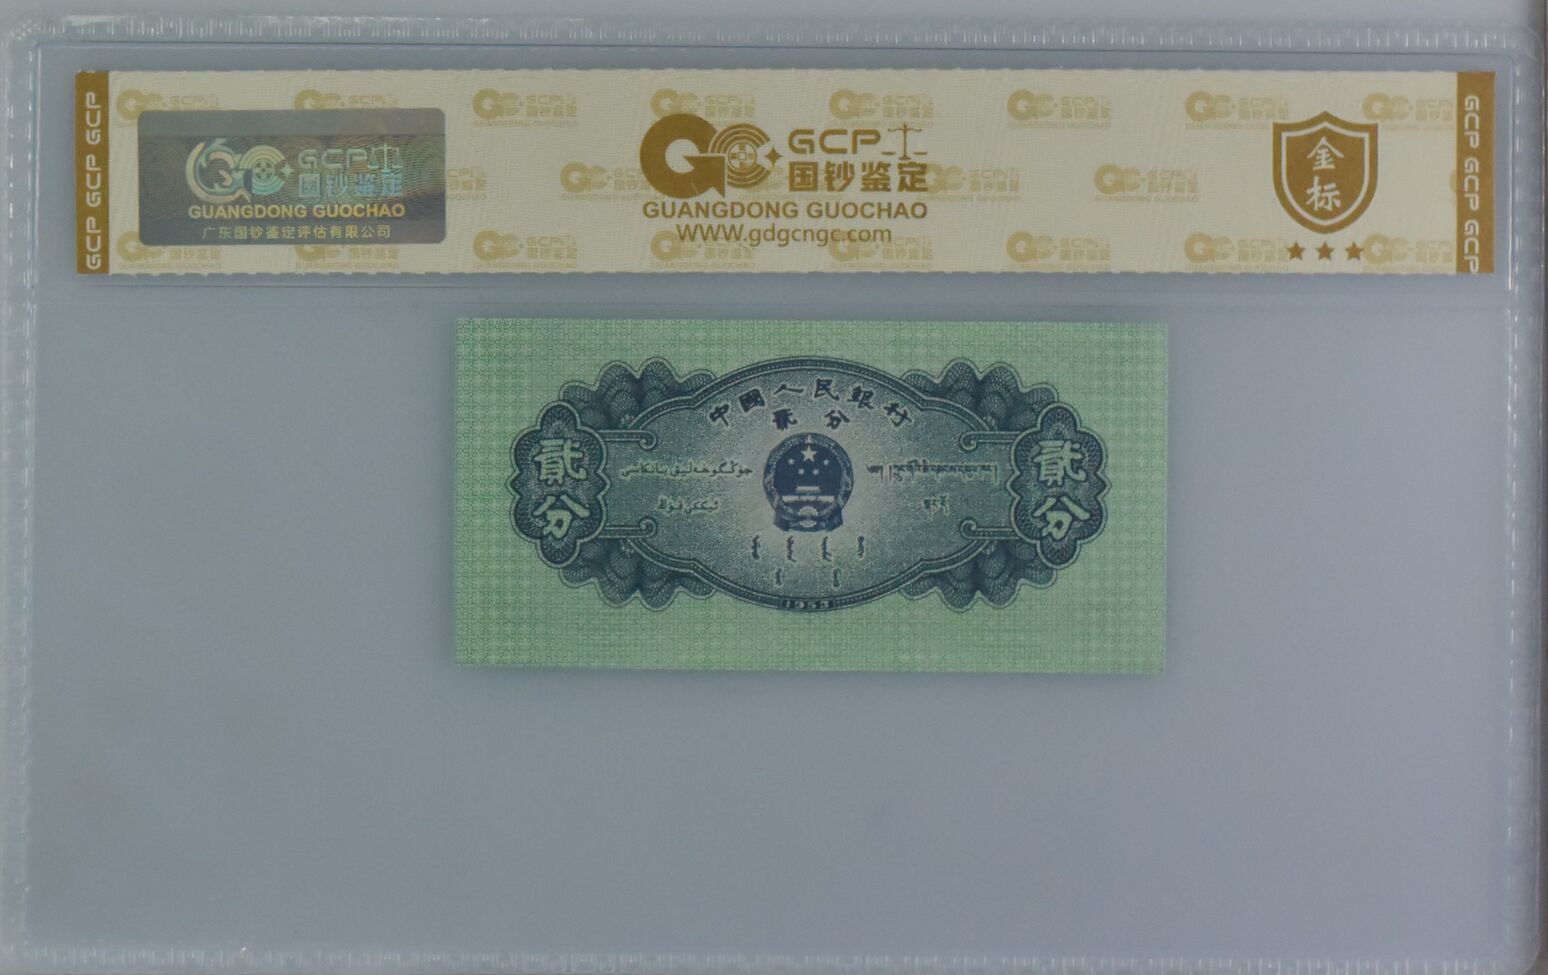 GCP GCP GCP
GCP 国钞鉴定
GUANGDONG GUOCHAO
广东国钞鉴定评估有限公司
GCP
国钞鉴定
GUANGDONG GUOCHAO
WWW.gdgcngc.com
金标
GCP GCP GCP
中國人民銀行
貳分
貳分
貳分
1953